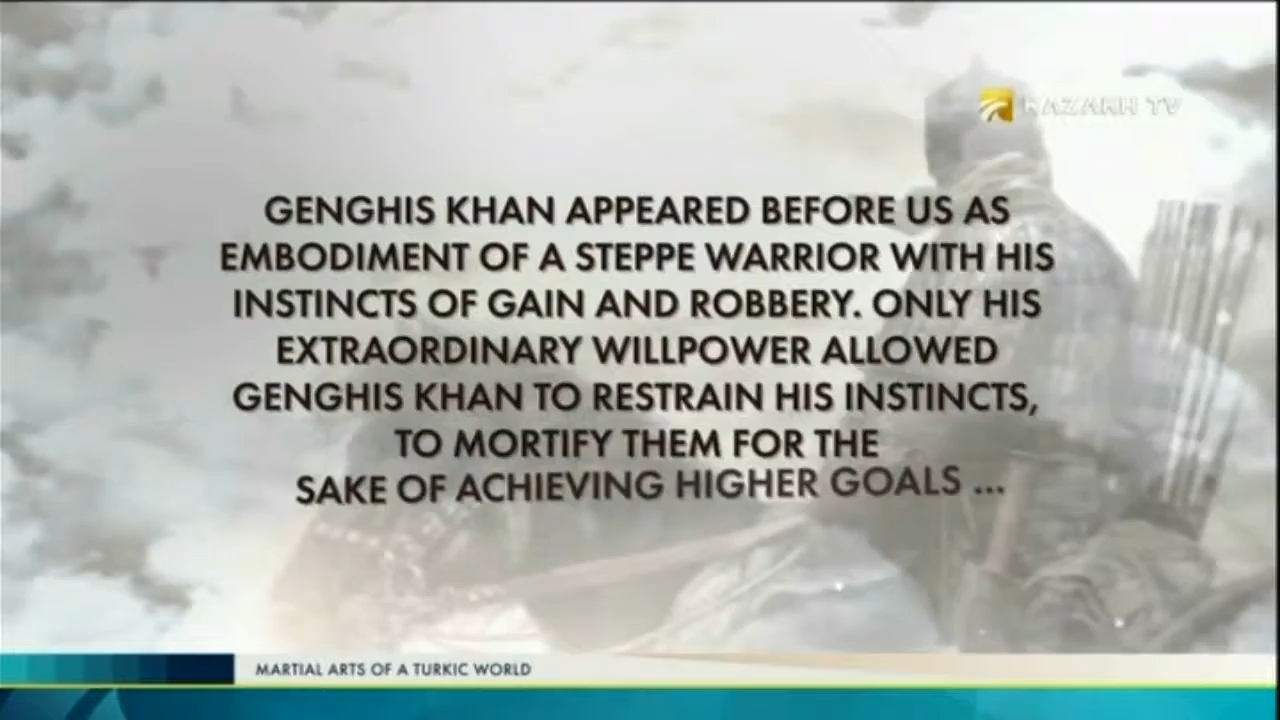 KAZAKH TV
GENGHIS KHAN APPEARED BEFORE US AS
EMBODIMENT OF A STEPPE WARRIOR WITH HIS
INSTINCTS OF GAIN AND ROBBERY. ONLY HIS
EXTRAORDINARY WILLPOWER ALLOWED
GENGHIS KHAN TO RESTRAIN HIS INSTINCTS,
TO MORTIFY THEM FOR THE
SAKE OF ACHIEVING HIGHER GOALS ...
MARTIAL ARTS OF A TURKIC WORLD